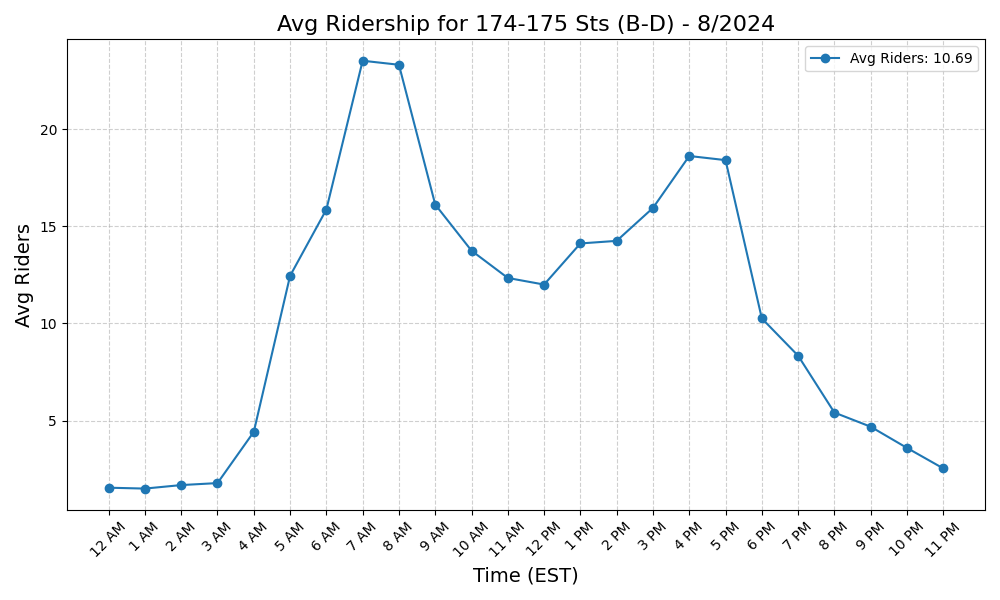 Avg Ridership for 174-175 Sts (B-D) - 8/2024
Avg Riders: 10.69
Avg Riders
20
15
10
5
12 AM
1 AM
2 AM
3 AM
4 AM
5 AM
6 AM
7 AM
8 AM
9 AM
10 AM
11 AM
12 PM
1 PM
2 PM
3 PM
4 PM
5 PM
6 PM
7 PM
8 PM
9 PM
10 PM
11 PM
Time (EST)